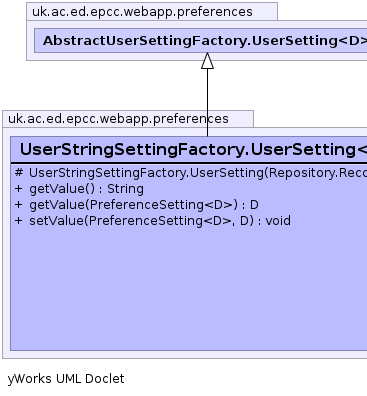 uk.ac.ed.epcc.webapp.preferences
AbstractUserSettingFactory.UserSetting<D>
uk.ac.ed.epcc.webapp.preferences
UserStringSettingFactory.UserSetting<
# UserStringSettingFactory.UserSetting(Repository.Reco
+ getValue() : String
+ getValue(PreferenceSetting<D>) : D
+ setValue(PreferenceSetting<D>, D) : void
yWorks UML Doclet